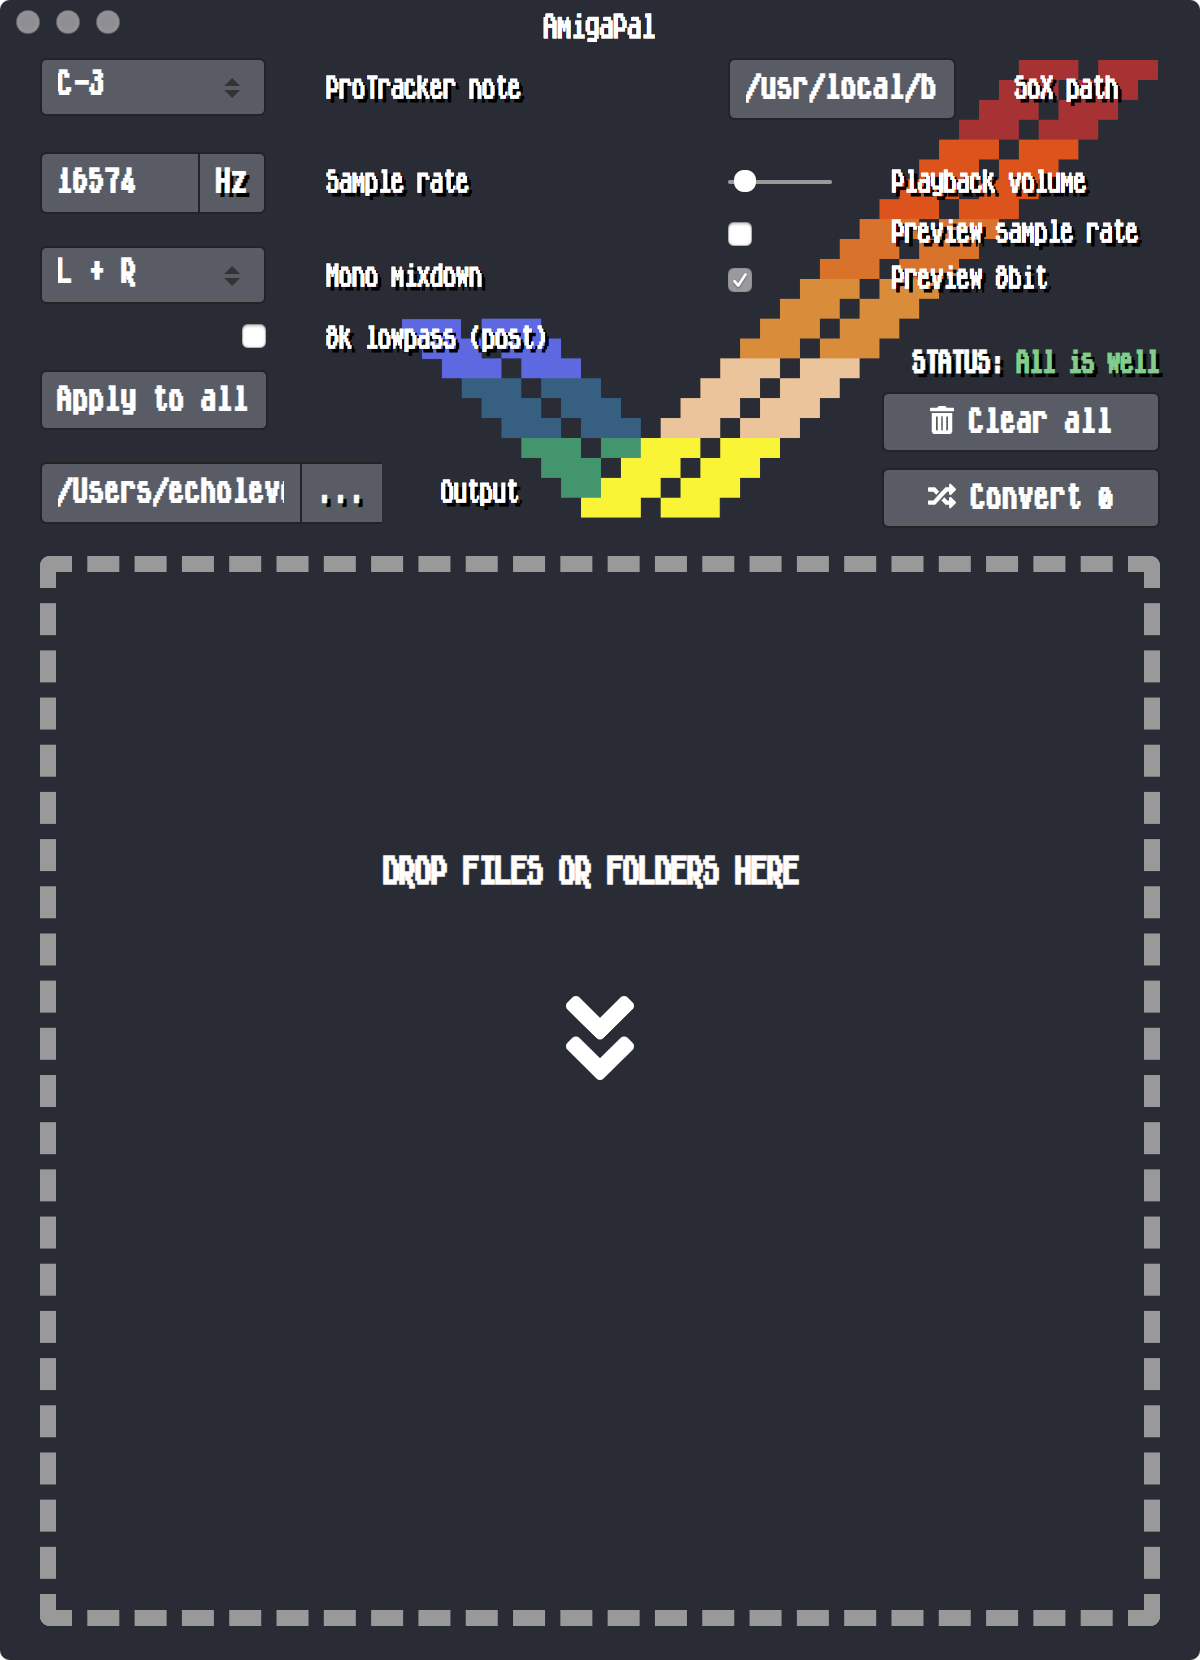 AmigaPal
C-3
ProTracker note
/usr/local/b
SoX path
16574
Hz
Sample rate
Playback volume
Preview sample rate
L + R
Mono mixdown
Preview 8bit
8k lowpass (post)
STATUS: All is well
Apply to all
Clear all
/Users/echoleve
...
Output
Convert 0
DROP FILES OR FOLDERS HERE